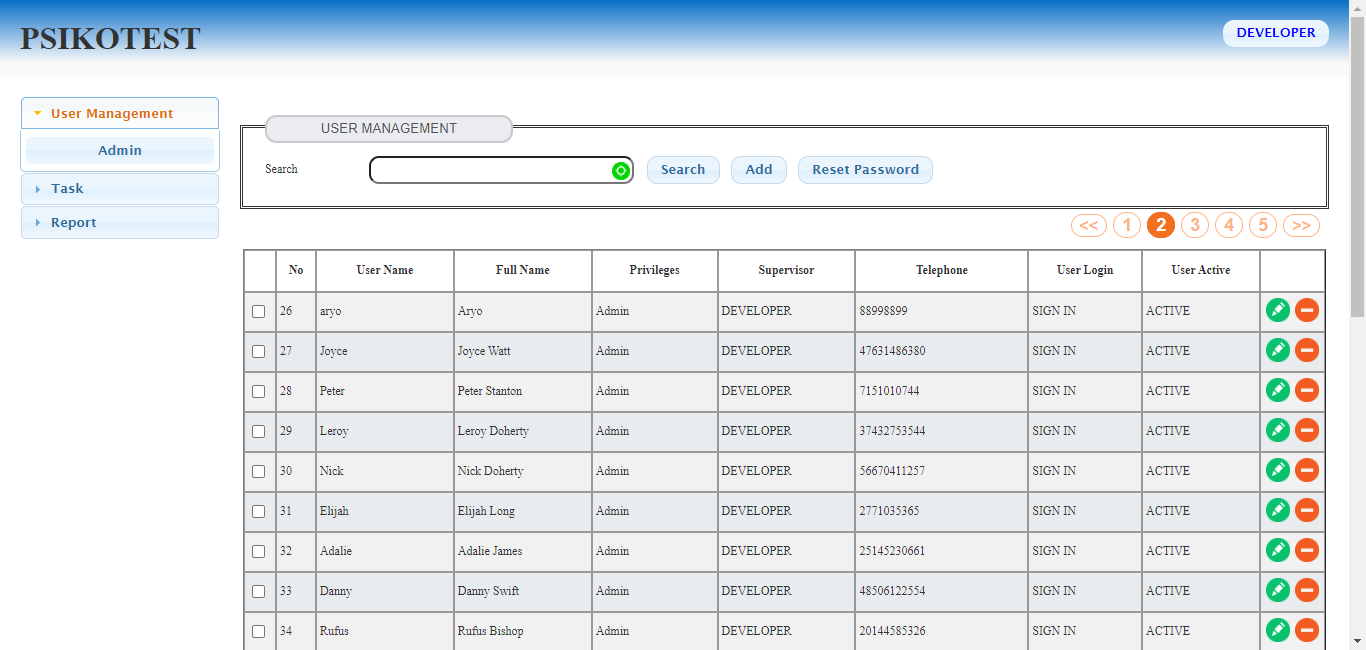 PSIKOTEST
DEVELOPER
User Management
Admin
Task
Report
USER MANAGEMENT
Search Search Add Reset Password
<< 1 2 3 4 5 >>
No User Name Full Name Privileges Supervisor Telephone User Login User Active
26 aryo Aryo Admin DEVELOPER 88998899 SIGN IN ACTIVE
27 Joyce Joyce Watt Admin DEVELOPER 47631486380 SIGN IN ACTIVE
28 Peter Peter Stanton Admin DEVELOPER 7151010744 SIGN IN ACTIVE
29 Leroy Leroy Doherty Admin DEVELOPER 37432753544 SIGN IN ACTIVE
30 Nick Nick Doherty Admin DEVELOPER 56670411257 SIGN IN ACTIVE
31 Elijah Elijah Long Admin DEVELOPER 2771035365 SIGN IN ACTIVE
32 Adalie Adalie James Admin DEVELOPER 25145230661 SIGN IN ACTIVE
33 Danny Danny Swift Admin DEVELOPER 48506122554 SIGN IN ACTIVE
34 Rufus Rufus Bishop Admin DEVELOPER 20144585326 SIGN IN ACTIVE